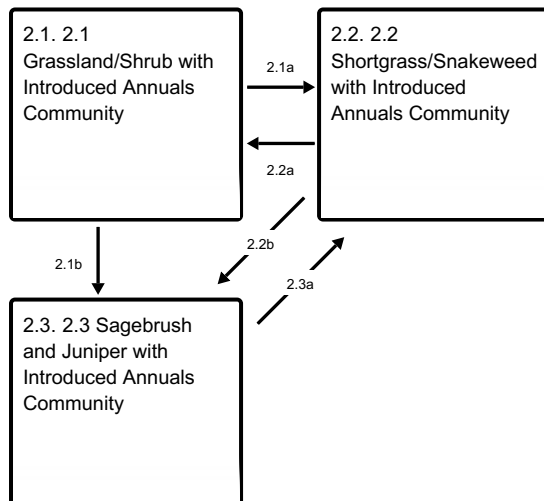 2.1. 2.1
Grassland/Shrub with
Introduced Annuals
Community
2.1a
2.2. 2.2
Shortgrass/Snakeweed
with Introduced
Annuals Community
2.2a
2.2b
2.1b
2.3a
2.3. 2.3 Sagebrush
and Juniper with
Introduced Annuals
Community